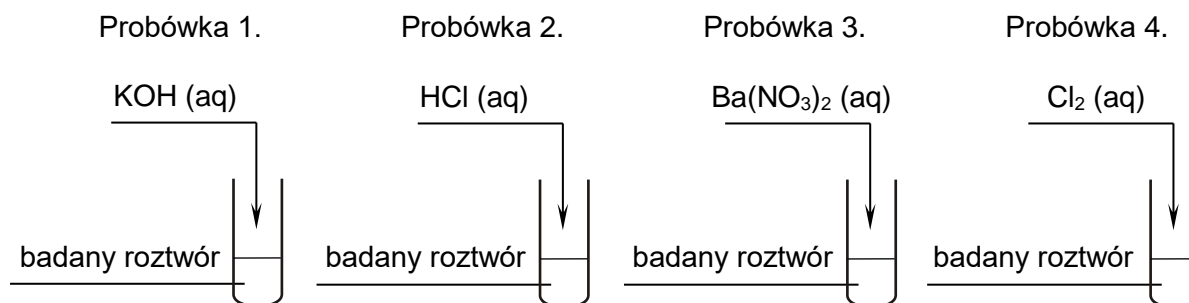 Probówka 1. Probówka 2. Probówka 3. Probówka 4.
KOH (aq) HCl (aq) Ba(NO₃)₂ (aq) Cl₂ (aq)
badany roztwór badany roztwór badany roztwór badany roztwór